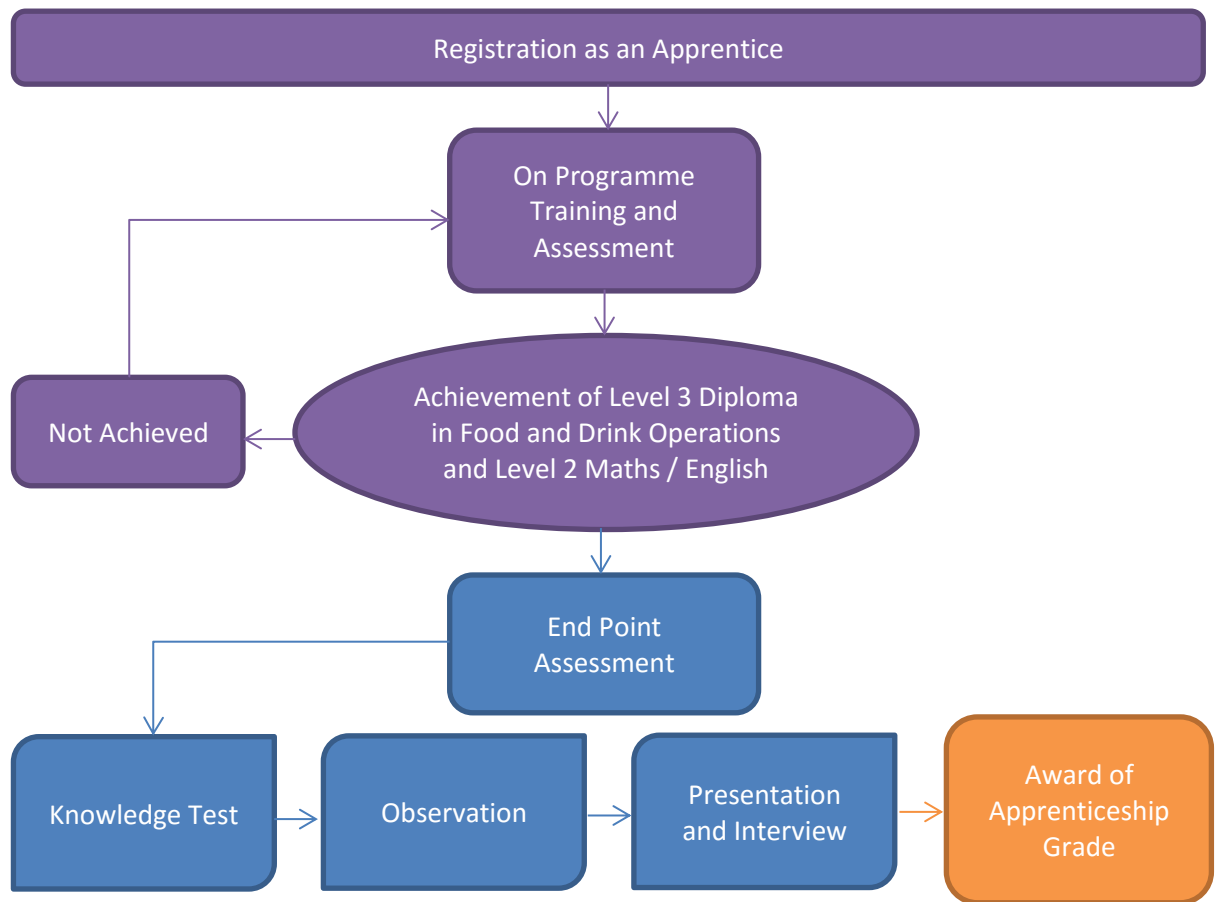 Registration as an Apprentice
On Programme
Training and
Assessment
Achievement of Level 3 Diploma
in Food and Drink Operations
and Level 2 Maths / English
Not Achieved
End Point
Assessment
Knowledge Test
Observation
Presentation
and Interview
Award of
Apprenticeship
Grade